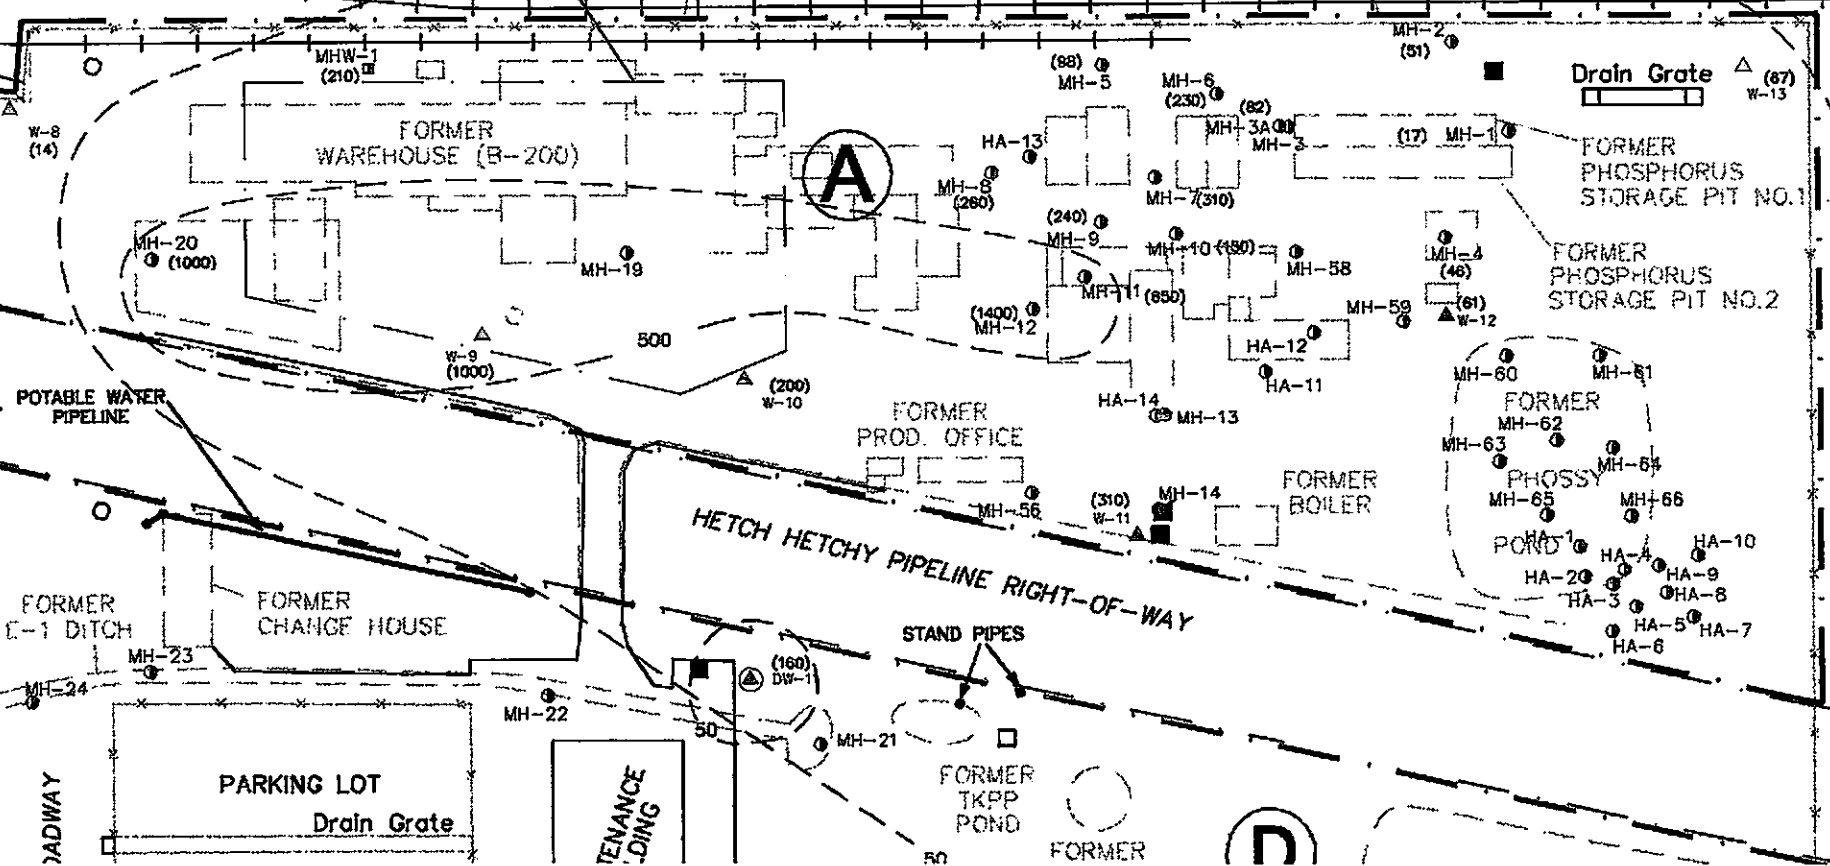 MHW-1
(210)
W-8
(14)
FORMER
WAREHOUSE (B-200)
A
MH-20
(1000)
MH-19
500
W-9
(1000)
(200)
W-10
POTABLE WATER
PIPELINE
(98)
MH-5
MH-6
(230)
(82)
MH-3A
MH-3
MH-2
(51)
Drain Grate
(87)
W-13
(17) MH-1
FORMER
PHOSPHORUS
STORAGE PIT NO.1
HA-13
MH-8
(260)
MH-7(310)
(240)
MH-9
MH-10 (150)
MH-58
MH-4
(46)
FORMER
PHOSPHORUS
STORAGE PIT NO.2
MH-11
(650)
(1400)
MH-12
MH-59
(61)
W-12
HA-12
HA-11
HA-14
MH-13
MH-60
MH-61
FORMER
MH-62
MH-63
MH-64
PHOSSY
MH-65
MH-66
POND
HA-1
HA-10
HA-4
HA-2
HA-9
HA-3
HA-8
HA-5
HA-7
HA-6
FORMER
PROD. OFFICE
MH-56
(310)
W-11
MH-14
FORMER
BOILER
HETCH HETCHY PIPELINE RIGHT-OF-WAY
FORMER
E-1 DITCH
FORMER
CHANGE HOUSE
MH-23
MH-24
MH-22
STAND PIPES
(160)
DW-1
50
MH-21
FORMER
TKPP
POND
PARKING LOT
Drain Grate
OADWAY
TENANCE
LDING
50
FORMER
D